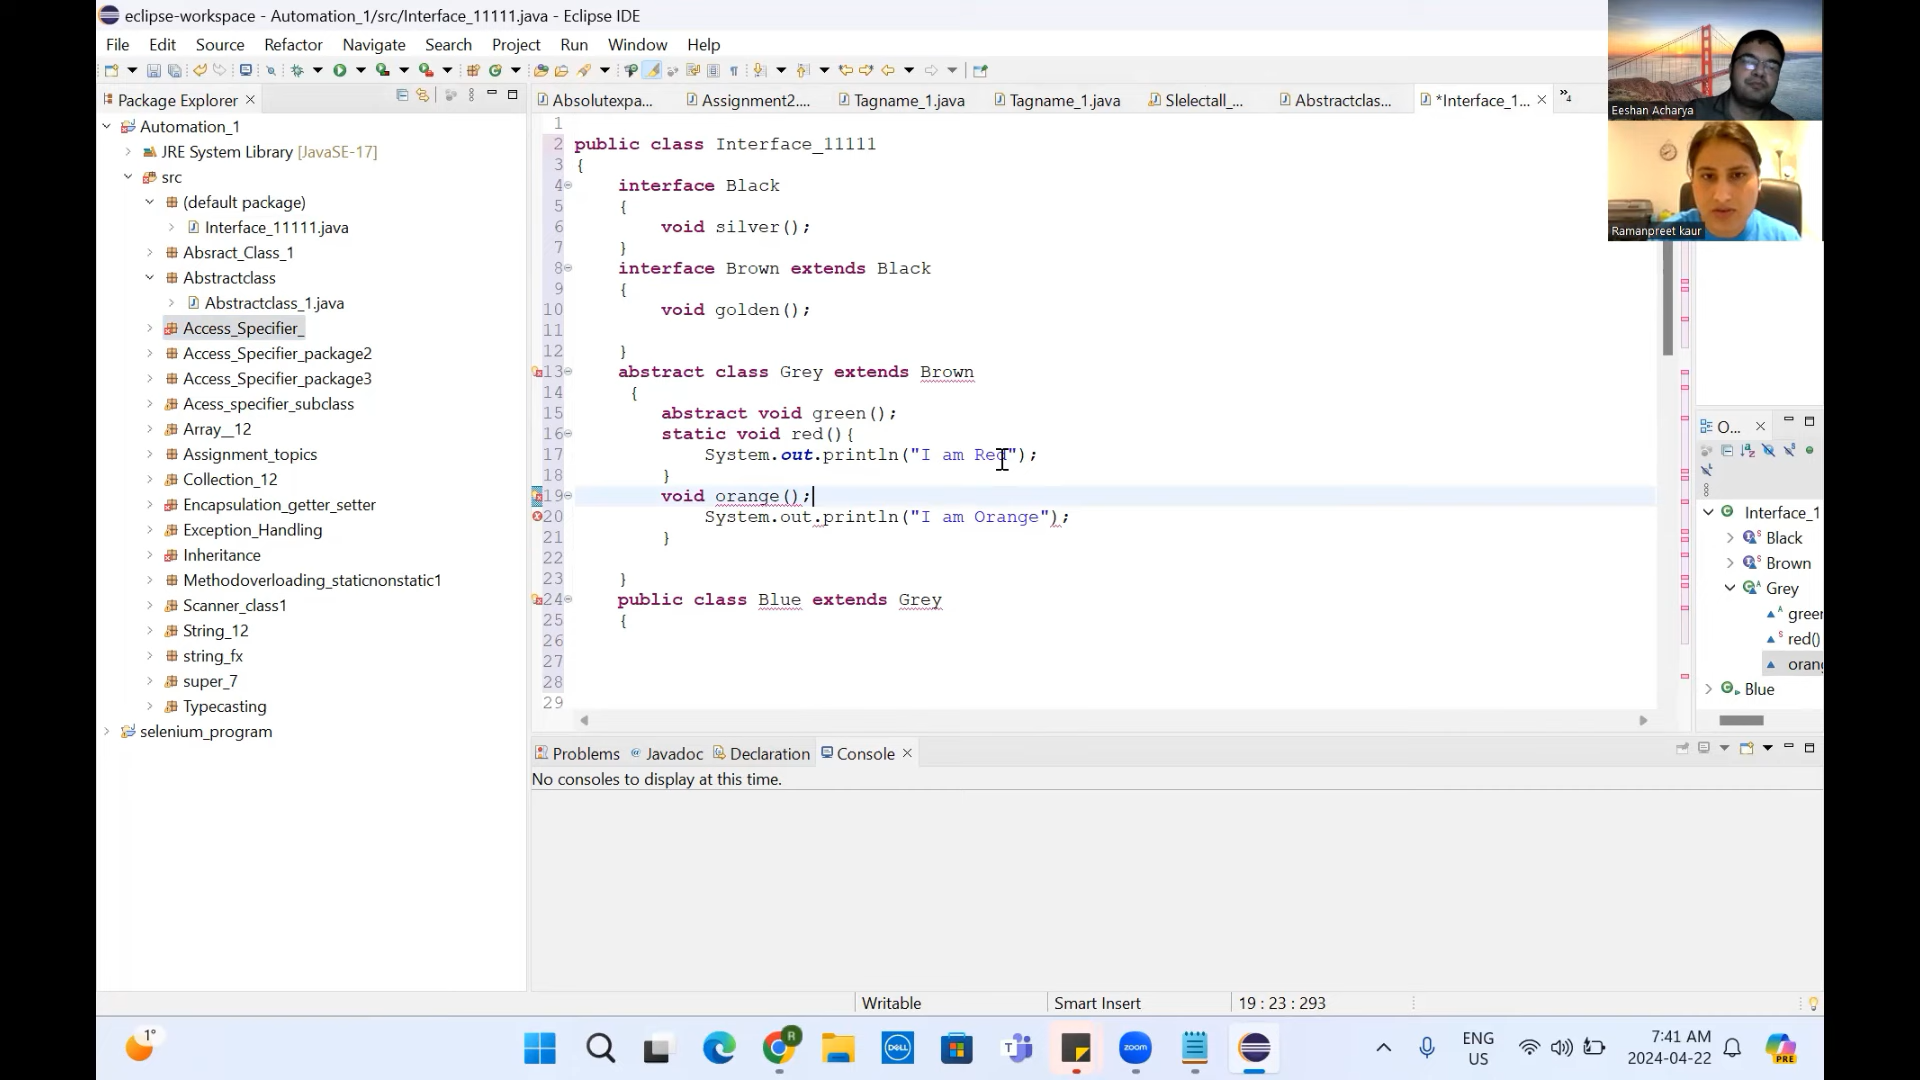 eclipse-workspace - Automation_1/src/Interface_11111.java - Eclipse IDE
File Edit Source Refactor Navigate Search Project Run Window Help
Package Explorer
Absolutexpa... Assignment2.... Tagname_1.java Tagname_1.java Slelectall_... Abstractclas... *Interface_1... 4
Automation_1
JRE System Library [JavaSE-17]
src
(default package)
Interface_11111.java
Absract_Class_1
Abstractclass
Abstractclass_1.java
Access_Specifier_
Access_Specifier_package2
Access_Specifier_package3
Acess_specifier_subclass
Array__12
Assignment_topics
Collection_12
Encapsulation_getter_setter
Exception_Handling
Inheritance
Methodoverloading_staticnonstatic1
Scanner_class1
String_12
string_fx
super_7
Typecasting
selenium_program
1
2 public class Interface_11111
3 {
4 interface Black
5 {
6 void silver();
7 }
8 interface Brown extends Black
9 {
10 void golden();
11
12 }
13 abstract class Grey extends Brown
14 {
15 abstract void green();
16 static void red(){
17 System.out.println("I am Red");
18 }
19 void orange();
20 System.out.println("I am Orange");
21 }
22
23 }
24 public class Blue extends Grey
25 {
26
27
28
29
Eeshan Acharya
Ramanpreet kaur
O...
Interface_1
Black
Brown
Grey
green
red()
oran
Blue
Problems Javadoc Declaration Console
No consoles to display at this time.
Writable Smart Insert 19 : 23 : 293
1°
DELL
zoom
ENG
US
7:41 AM
2024-04-22
PRE